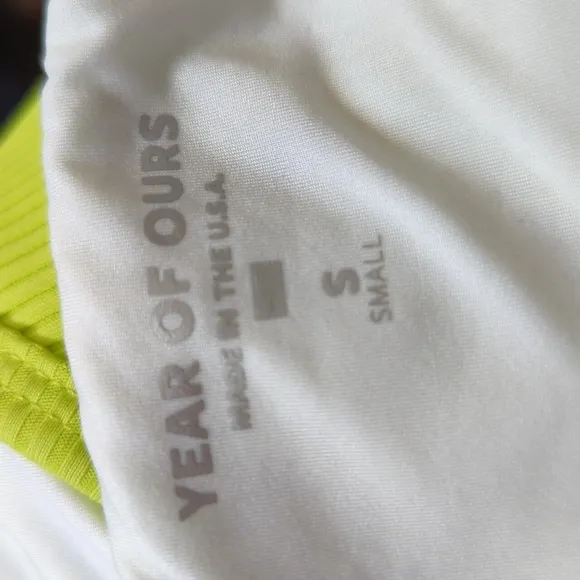 YEAR OF OURS
MADE IN THE U.S.A.
S
SMALL